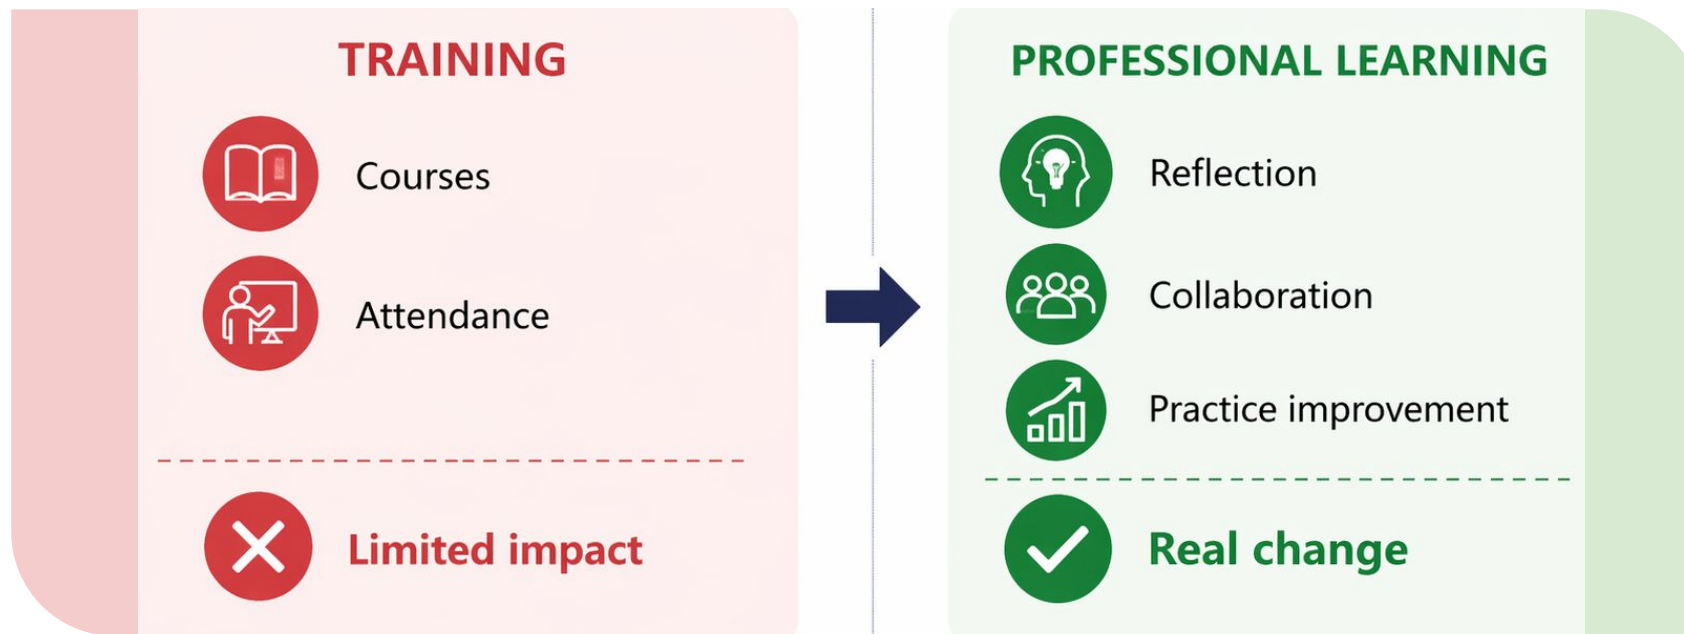 TRAINING
Courses
Attendance
Limited impact
PROFESSIONAL LEARNING
Reflection
Collaboration
Practice improvement
Real change